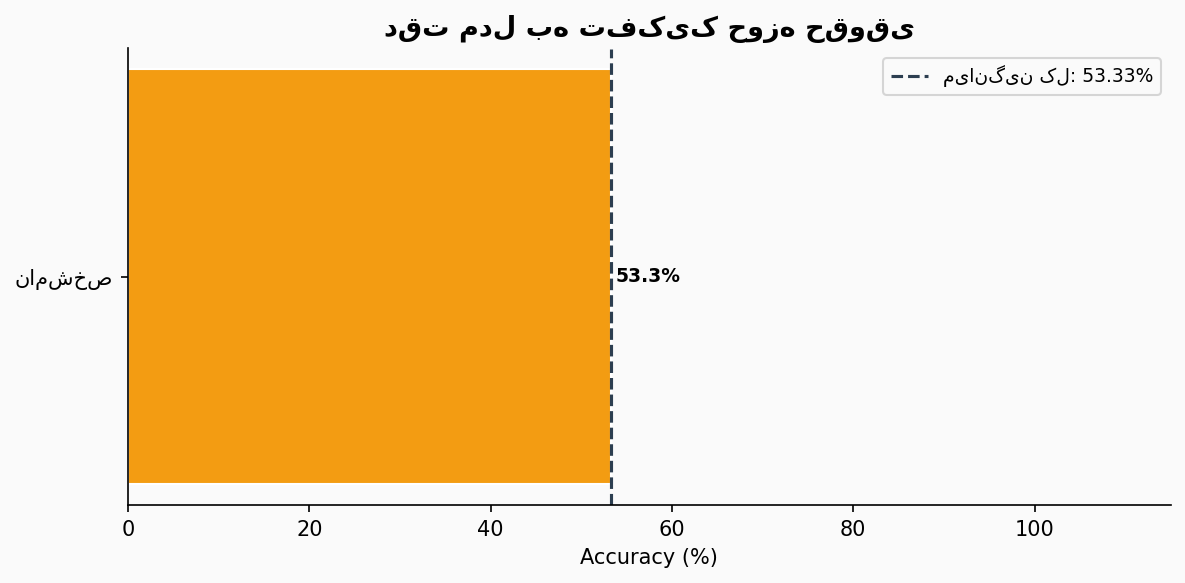 دقت مدل به تفکیک حوزه حقوقی
میانگین کل: 53.33%
نامشخص
53.3%
0 20 40 60 80 100
Accuracy (%)